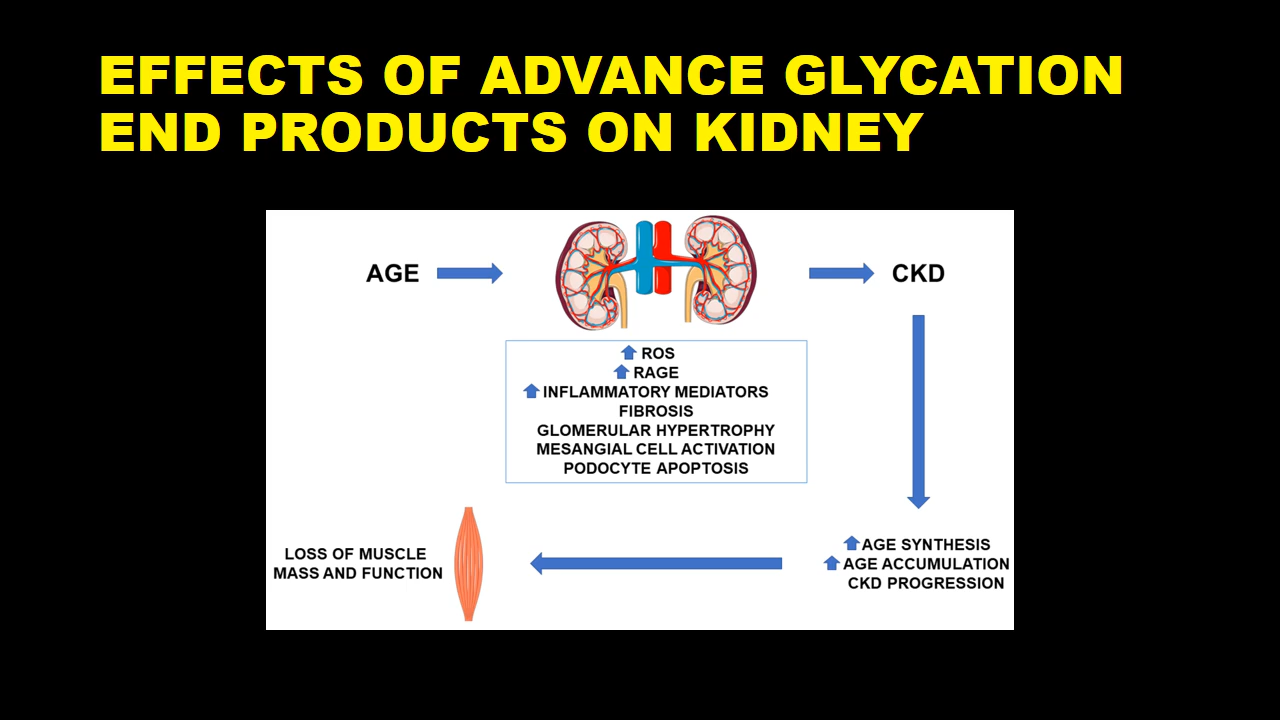 EFFECTS OF ADVANCE GLYCATION
END PRODUCTS ON KIDNEY
AGE
CKD
ROS
RAGE
INFLAMMATORY MEDIATORS
FIBROSIS
GLOMERULAR HYPERTROPHY
MESANGIAL CELL ACTIVATION
PODOCYTE APOPTOSIS
AGE SYNTHESIS
AGE ACCUMULATION
CKD PROGRESSION
LOSS OF MUSCLE
MASS AND FUNCTION